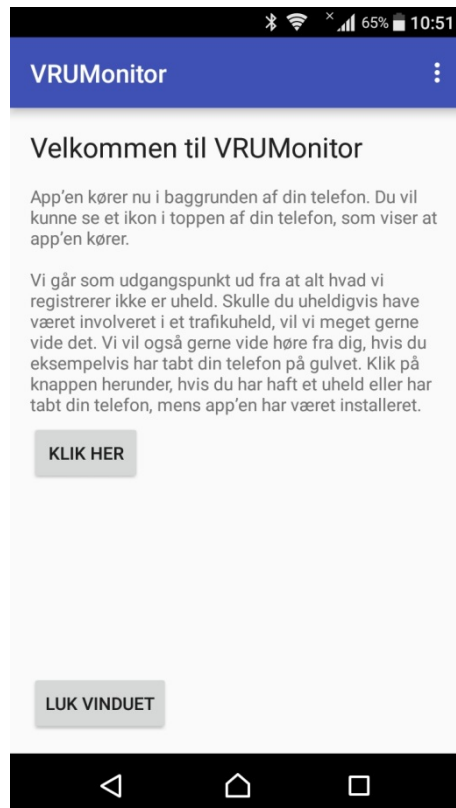 65% 10:51
VRUMonitor
Velkommen til VRUMonitor
App'en kører nu i baggrunden af din telefon. Du vil
kunne se et ikon i toppen af din telefon, som viser at
app'en kører.
Vi går som udgangspunkt ud fra at alt hvad vi
registrerer ikke er uheld. Skulle du uheldigvis have
været involveret i et trafikuheld, vil vi meget gerne
vide det. Vi vil også gerne vide høre fra dig, hvis du
eksempelvis har tabt din telefon på gulvet. Klik på
knappen herunder, hvis du har haft et uheld eller har
tabt din telefon, mens app'en har været installeret.
KLIK HER
LUK VINDUET